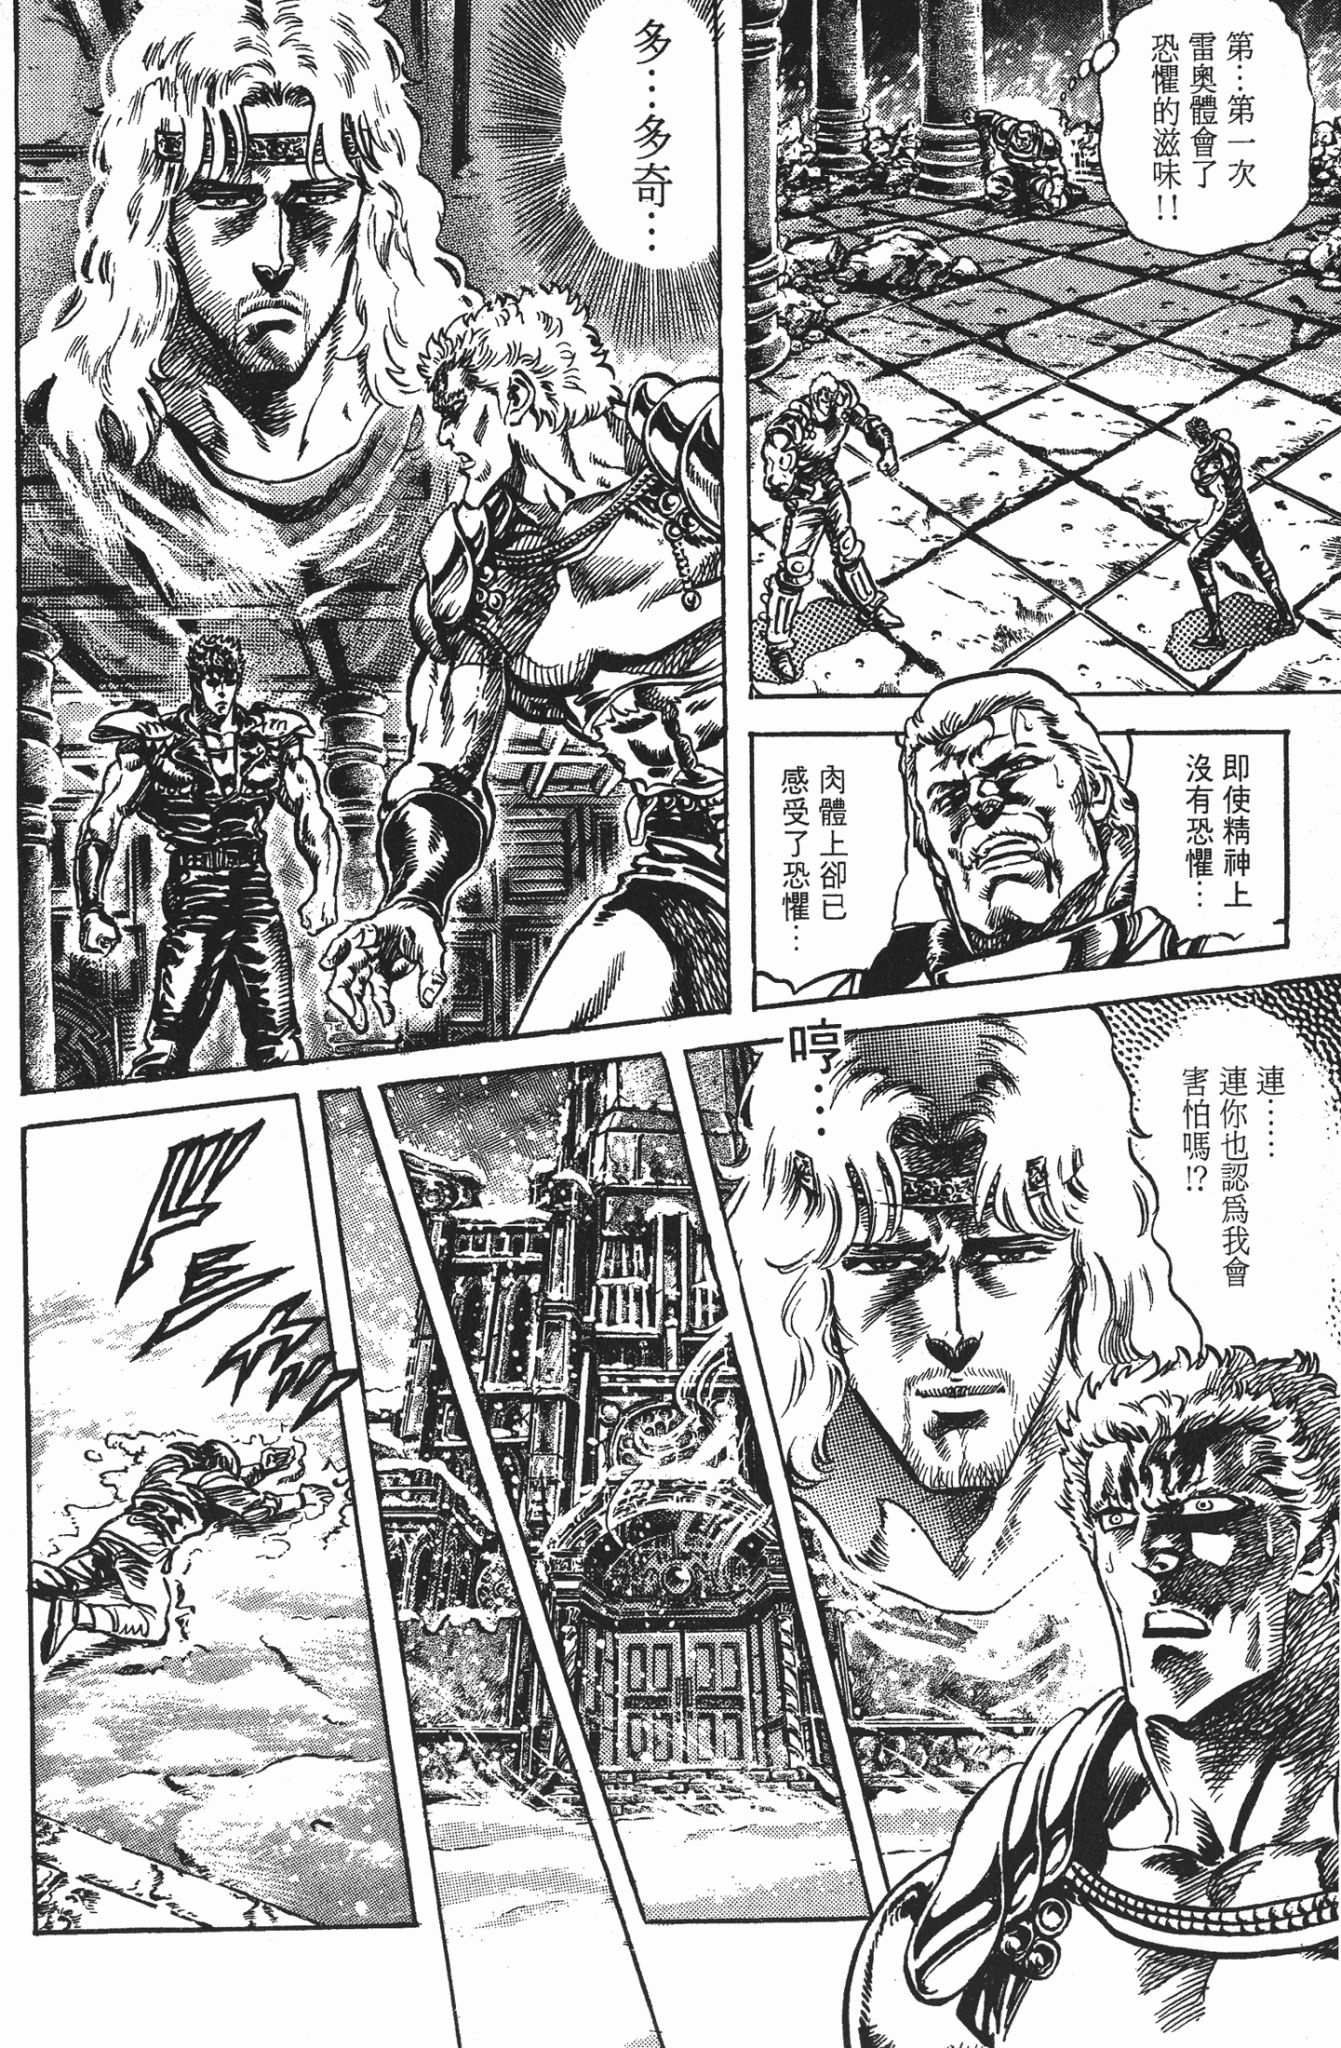 第…第一次
雷奧體會了
恐懼的滋味!!
多…多奇…
即使精神上
沒有恐懼…
肉體上卻已
感受了恐懼…
連……
連你也認為我會
害怕嗎!?
哼…